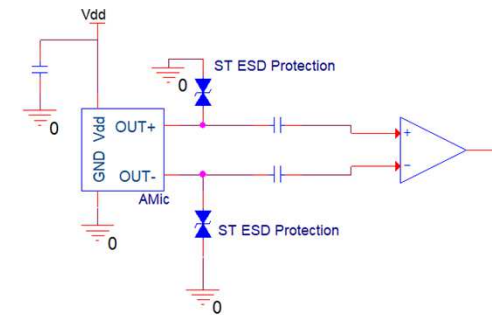 Vdd
ST ESD Protection
0
0
Vdd
OUT+
+
GND
OUT-
-
AMic
ST ESD Protection
0
0